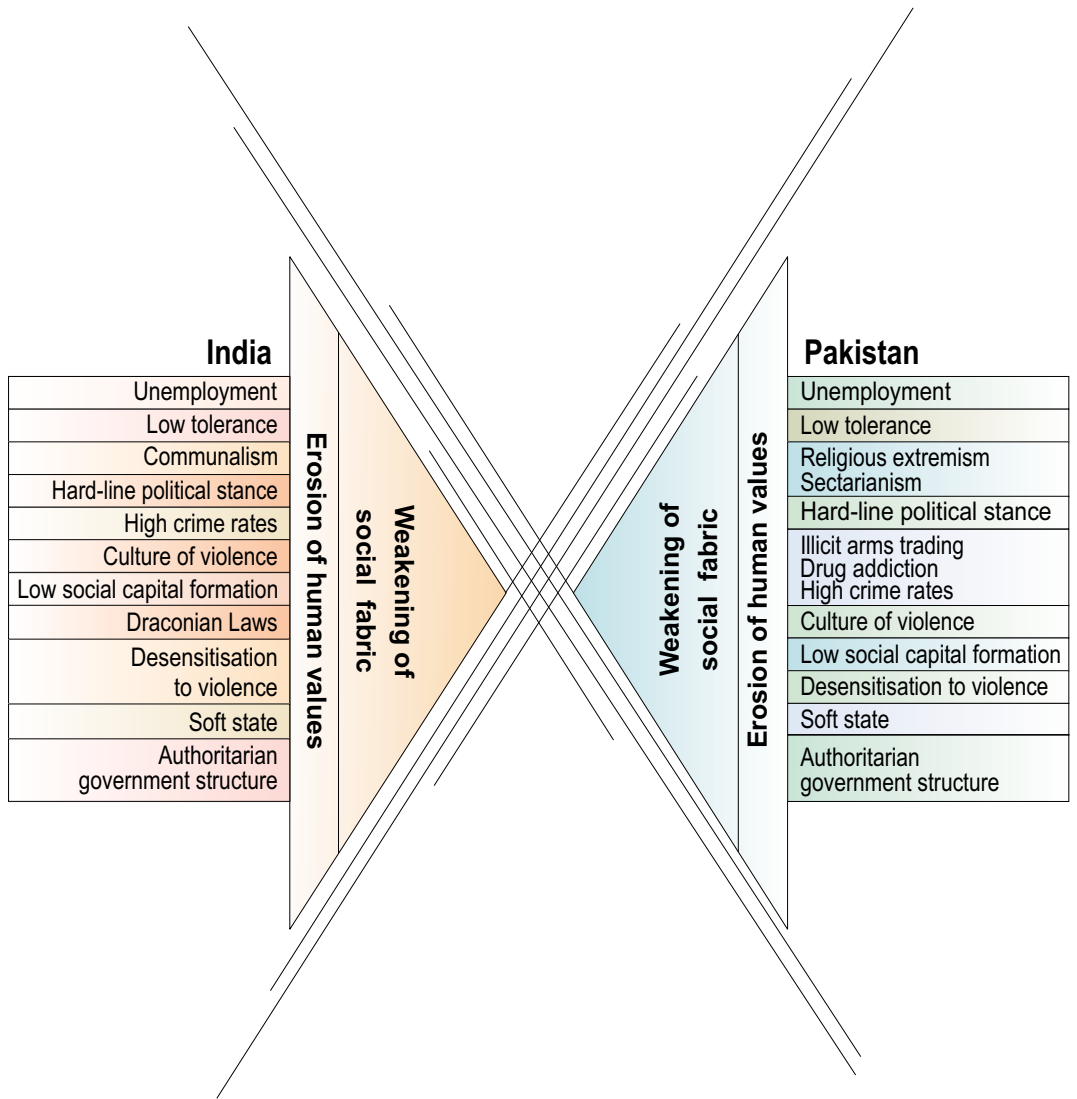 India
Unemployment
Low tolerance
Communalism
Hard-line political stance
High crime rates
Culture of violence
Low social capital formation
Draconian Laws
Desensitisation
to violence
Soft state
Authoritarian
government structure
Erosion of human values
Weakening of
social fabric
Weakening of
social fabric
Erosion of human values
Pakistan
Unemployment
Low tolerance
Religious extremism
Sectarianism
Hard-line political stance
Illicit arms trading
Drug addiction
High crime rates
Culture of violence
Low social capital formation
Desensitisation to violence
Soft state
Authoritarian
government structure